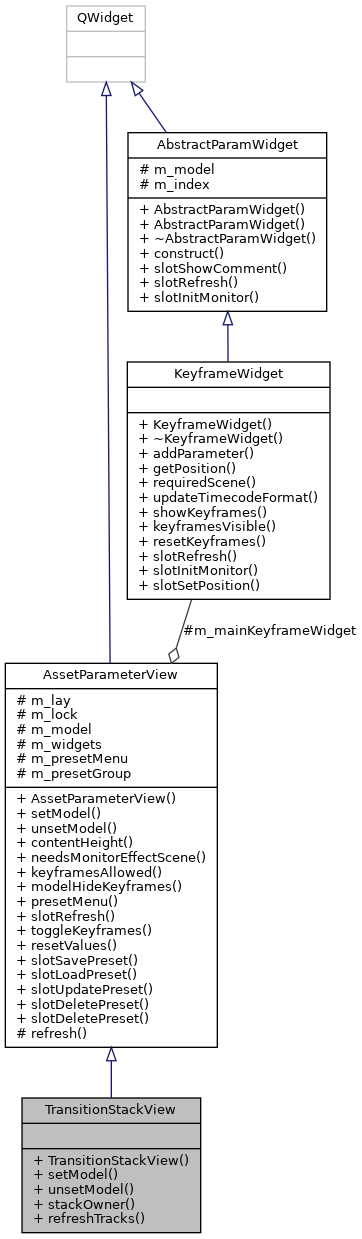 QWidget
AbstractParamWidget
# m_model
# m_index
+ AbstractParamWidget()
+ AbstractParamWidget()
+ ~AbstractParamWidget()
+ construct()
+ slotShowComment()
+ slotRefresh()
+ slotInitMonitor()
KeyframeWidget
+ KeyframeWidget()
+ ~KeyframeWidget()
+ addParameter()
+ getPosition()
+ requiredScene()
+ updateTimecodeFormat()
+ showKeyframes()
+ keyframesVisible()
+ resetKeyframes()
+ slotRefresh()
+ slotInitMonitor()
+ slotSetPosition()
#m_mainKeyframeWidget
AssetParameterView
# m_lay
# m_lock
# m_model
# m_widgets
# m_presetMenu
# m_presetGroup
+ AssetParameterView()
+ setModel()
+ unsetModel()
+ contentHeight()
+ needsMonitorEffectScene()
+ keyframesAllowed()
+ modelHideKeyframes()
+ presetMenu()
+ slotRefresh()
+ toggleKeyframes()
+ resetValues()
+ slotSavePreset()
+ slotLoadPreset()
+ slotUpdatePreset()
+ slotDeletePreset()
+ slotDeletePreset()
# refresh()
TransitionStackView
+ TransitionStackView()
+ setModel()
+ unsetModel()
+ stackOwner()
+ refreshTracks()